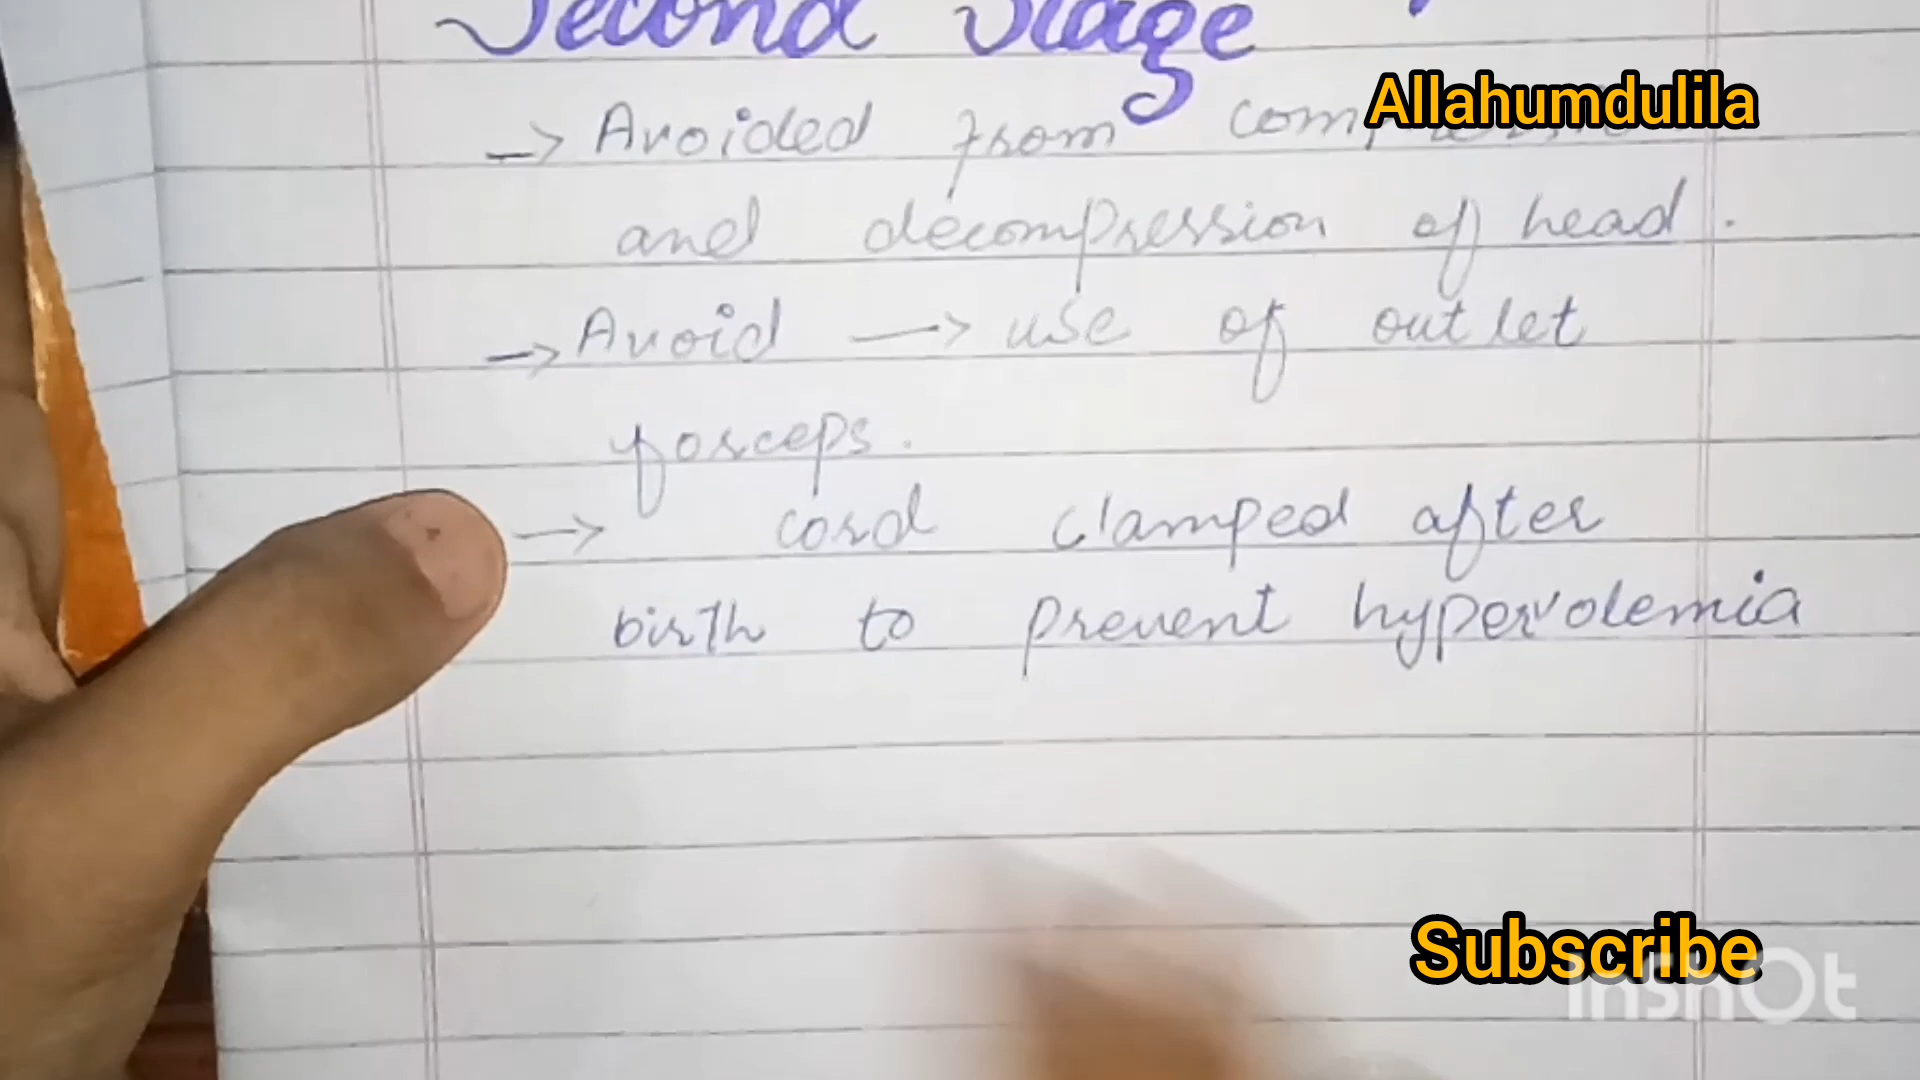 Second Stage
Allahumdulila
→ Avoided from
and decompression of head.
→ Avoid → use of outlet
forceps.
→ cord clamped after
birth to prevent hypervolemia
Subscribe
InShOt